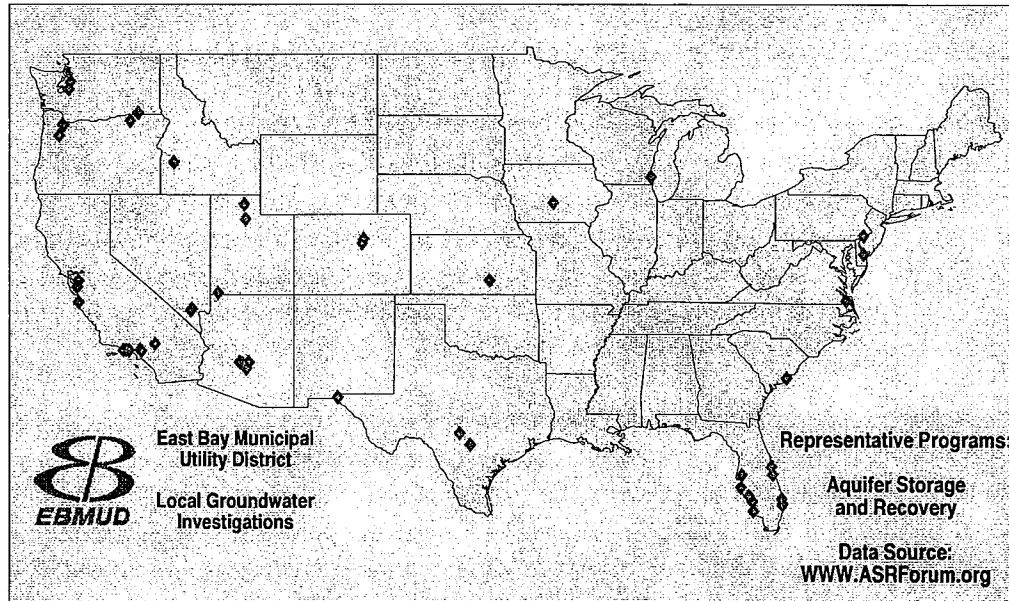 EBMUD
East Bay Municipal
Utility District
Local Groundwater
Investigations
Representative Programs:
Aquifer Storage
and Recovery
Data Source:
WWW.ASRForum.org